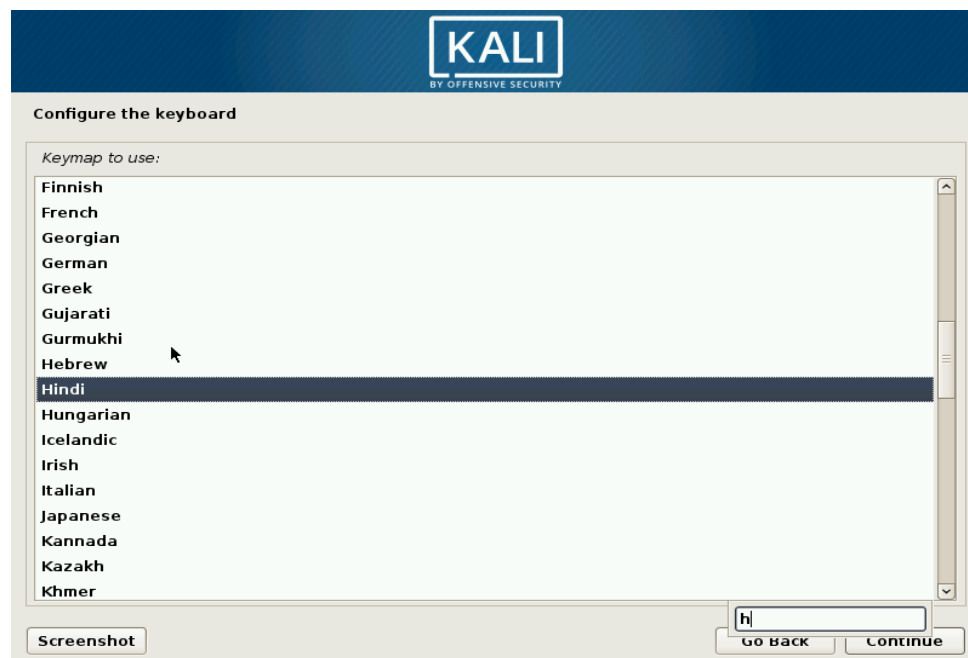 KALI
BY OFFENSIVE SECURITY
Configure the keyboard
Keymap to use:
Finnish
French
Georgian
German
Greek
Gujarati
Gurmukhi
Hebrew
Hindi
Hungarian
Icelandic
Irish
Italian
Japanese
Kannada
Kazakh
Khmer
h
Screenshot
Go Back
Continue